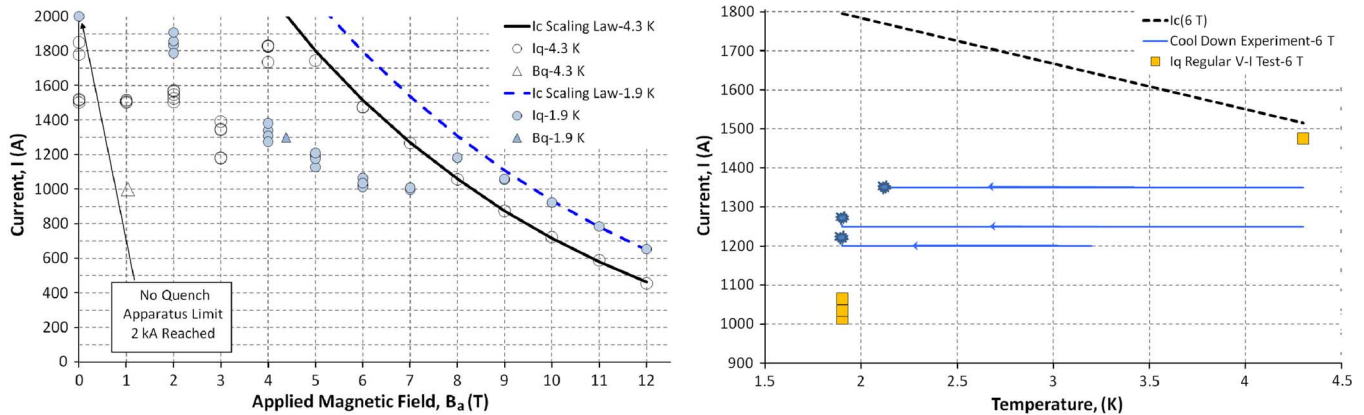 2000
1800
1600
1400
1200
1000
800
600
400
200
0
Current, I (A)
0 1 2 3 4 5 6 7 8 9 10 11 12
Applied Magnetic Field, Ba (T)
Ic Scaling Law-4.3 K
Iq-4.3 K
Bq-4.3 K
Ic Scaling Law-1.9 K
Iq-1.9 K
Bq-1.9 K
No Quench
Apparatus Limit
2 kA Reached
1800
1700
1600
1500
1400
1300
1200
1100
1000
900
Current, I (A)
1.5 2 2.5 3 3.5 4 4.5
Temperature, (K)
Ic(6 T)
Cool Down Experiment-6 T
Iq Regular V-I Test-6 T